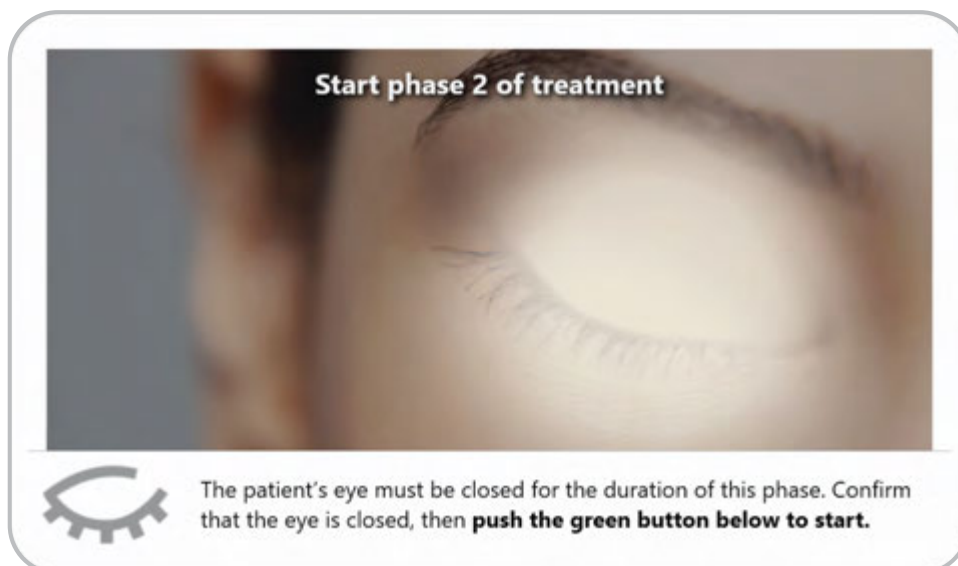 Start phase 2 of treatment
The patient's eye must be closed for the duration of this phase. Confirm
that the eye is closed, then push the green button below to start.